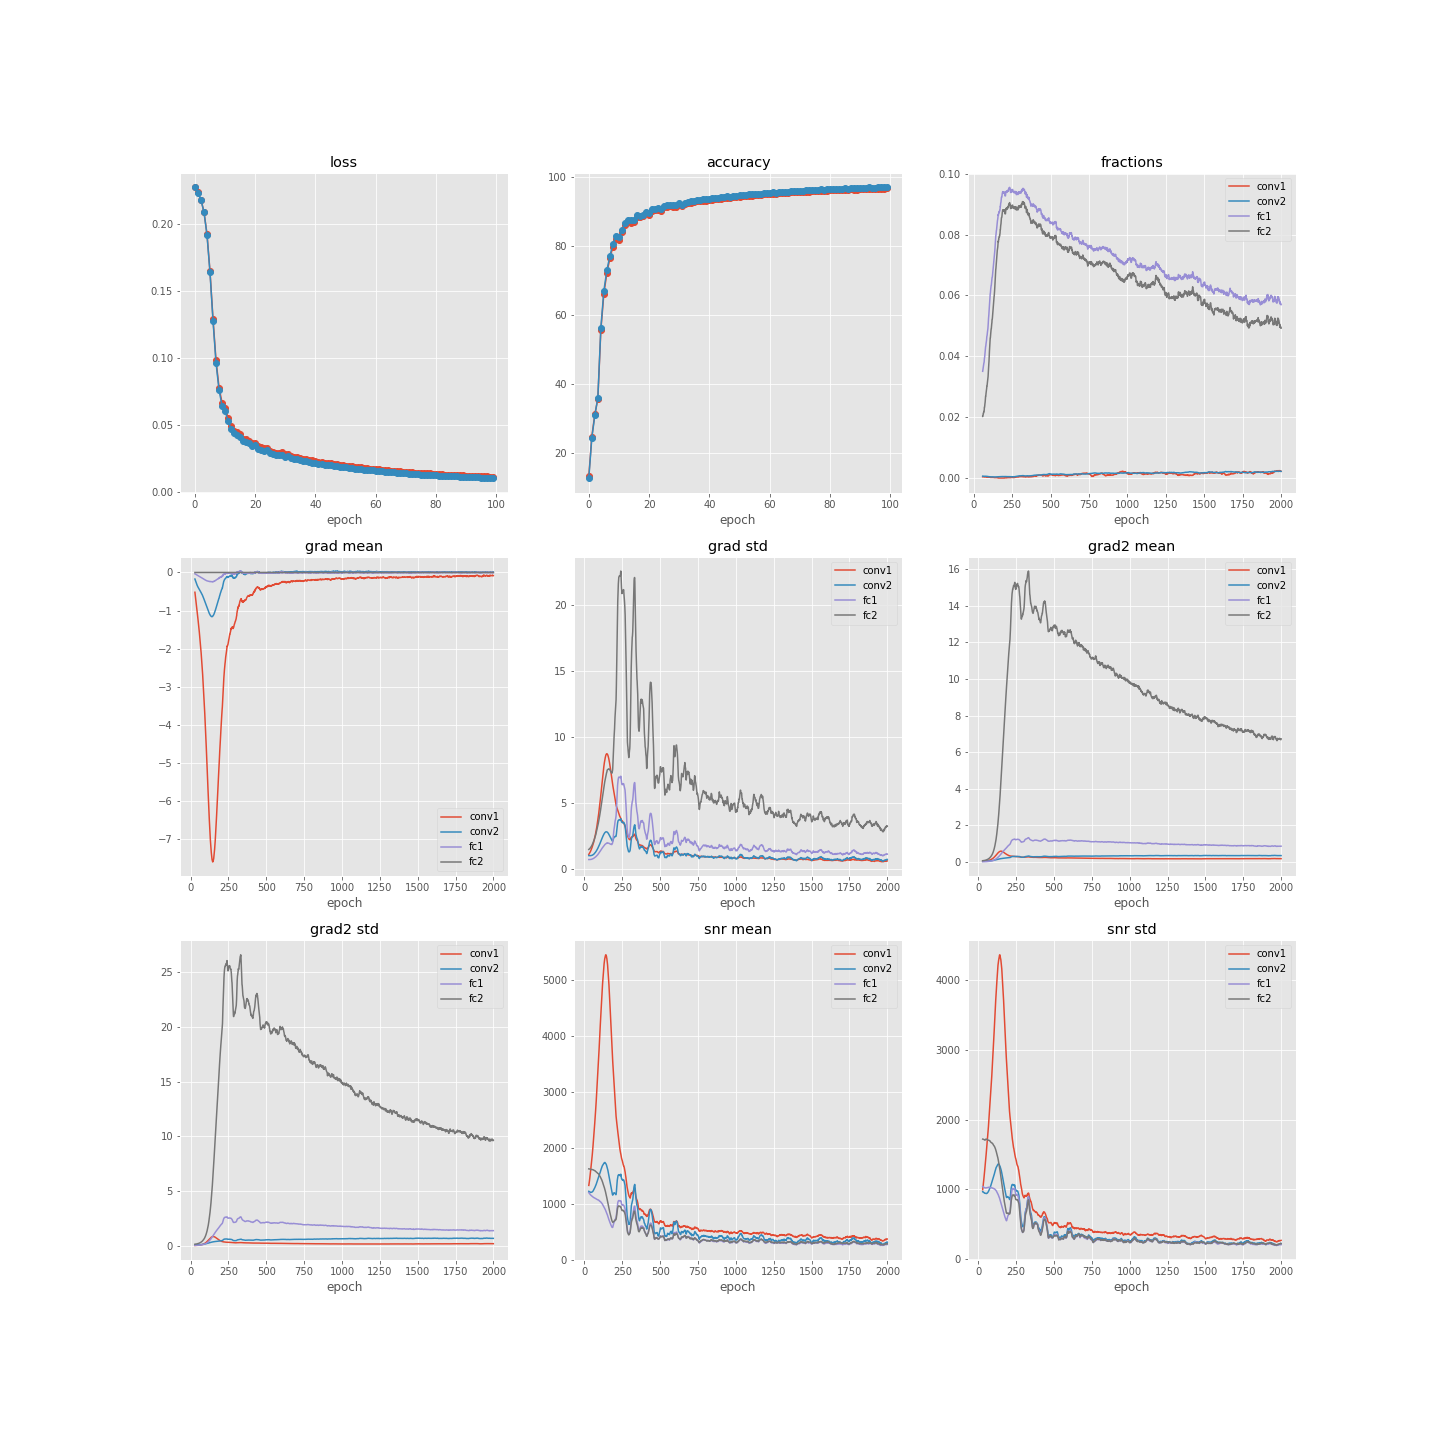 loss
0.20
0.15
0.10
0.05
0.00
0 20 40 60 80 100
epoch
accuracy
100
80
60
40
20
0 20 40 60 80 100
epoch
fractions
0.10
0.08
0.06
0.04
0.02
0.00
conv1
conv2
fc1
fc2
0 250 500 750 1000 1250 1500 1750 2000
epoch
grad mean
0
−1
−2
−3
−4
−5
−6
−7
conv1
conv2
fc1
fc2
0 250 500 750 1000 1250 1500 1750 2000
epoch
grad std
20
15
10
5
0
conv1
conv2
fc1
fc2
0 250 500 750 1000 1250 1500 1750 2000
epoch
grad2 mean
16
14
12
10
8
6
4
2
0
conv1
conv2
fc1
fc2
0 250 500 750 1000 1250 1500 1750 2000
epoch
grad2 std
25
20
15
10
5
0
conv1
conv2
fc1
fc2
0 250 500 750 1000 1250 1500 1750 2000
epoch
snr mean
5000
4000
3000
2000
1000
0
conv1
conv2
fc1
fc2
0 250 500 750 1000 1250 1500 1750 2000
epoch
snr std
4000
3000
2000
1000
0
conv1
conv2
fc1
fc2
0 250 500 750 1000 1250 1500 1750 2000
epoch